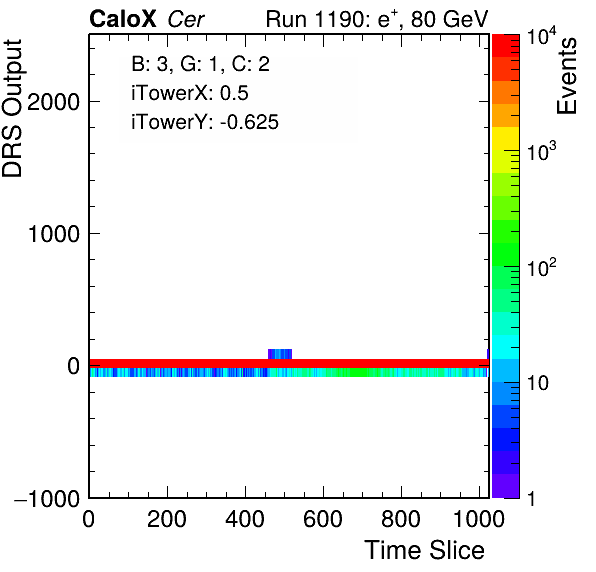 CaloX Cer Run 1190: e⁺, 80 GeV
B: 3, G: 1, C: 2
iTowerX: 0.5
iTowerY: -0.625
DRS Output
2000
1000
0
−1000
0 200 400 600 800 1000
Time Slice
Events
10⁴
10³
10²
10
1